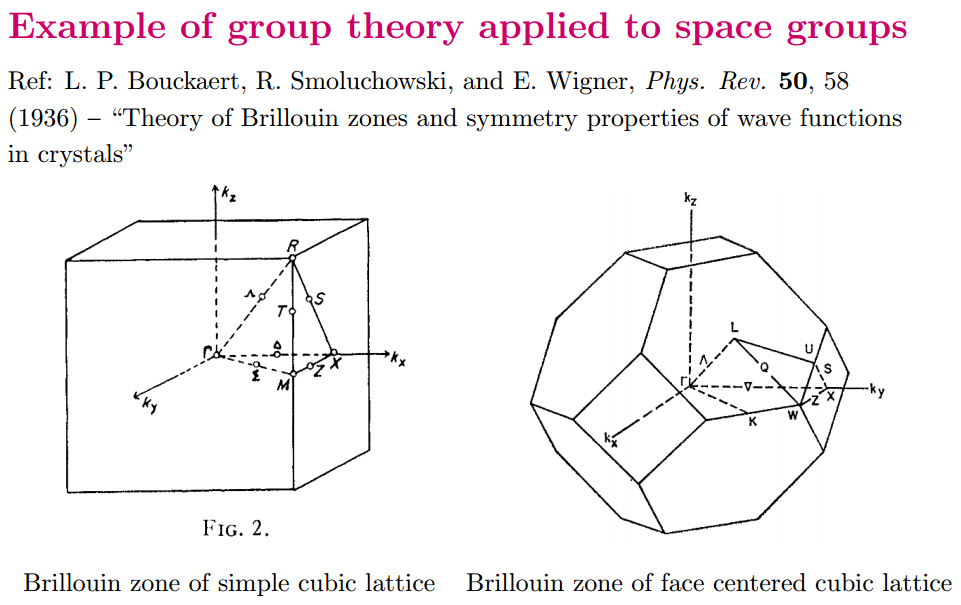 Example of group theory applied to space groups
Ref: L. P. Bouckaert, R. Smoluchowski, and E. Wigner, Phys. Rev. 50, 58
(1936) – “Theory of Brillouin zones and symmetry properties of wave functions
in crystals”
kz
R
Λ
S
T
Γ
Δ
X
kx
Σ
Z
M
ky
FIG. 2.
Brillouin zone of simple cubic lattice
kz
L
U
Λ
Q
S
Γ
∇
X
ky
Z
W
K
kx
Brillouin zone of face centered cubic lattice